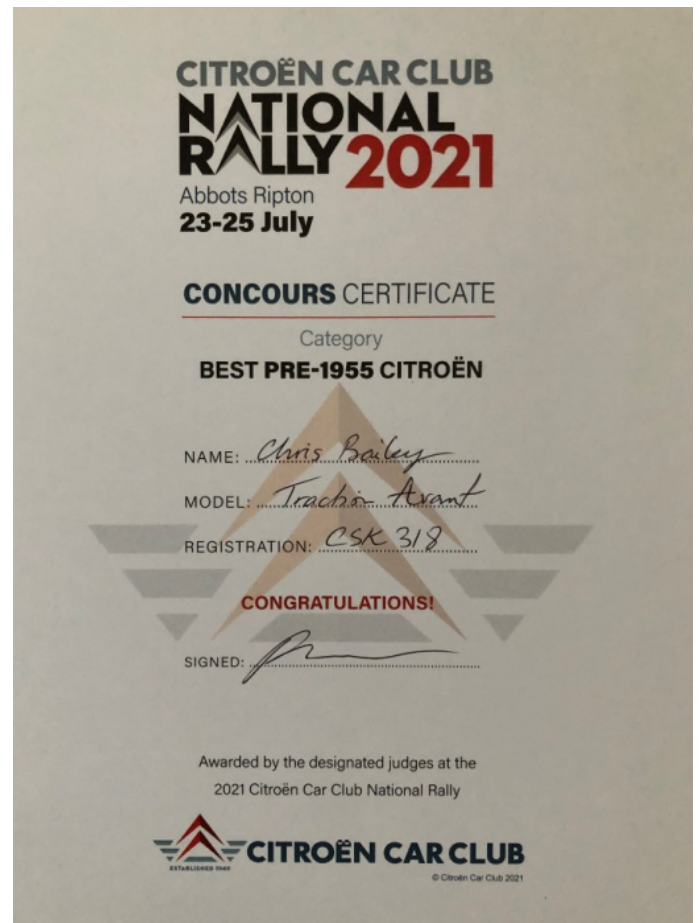 CITROËN CAR CLUB
NATIONAL
RALLY 2021
Abbots Ripton
23-25 July
CONCOURS CERTIFICATE
Category
BEST PRE-1955 CITROËN
NAME: Chris Bailey
MODEL: Traction Avant
REGISTRATION: CSK 318
CONGRATULATIONS!
SIGNED:
Awarded by the designated judges at the
2021 Citroën Car Club National Rally
CITROËN CAR CLUB
ESTABLISHED 1949
© Citroën Car Club 2021